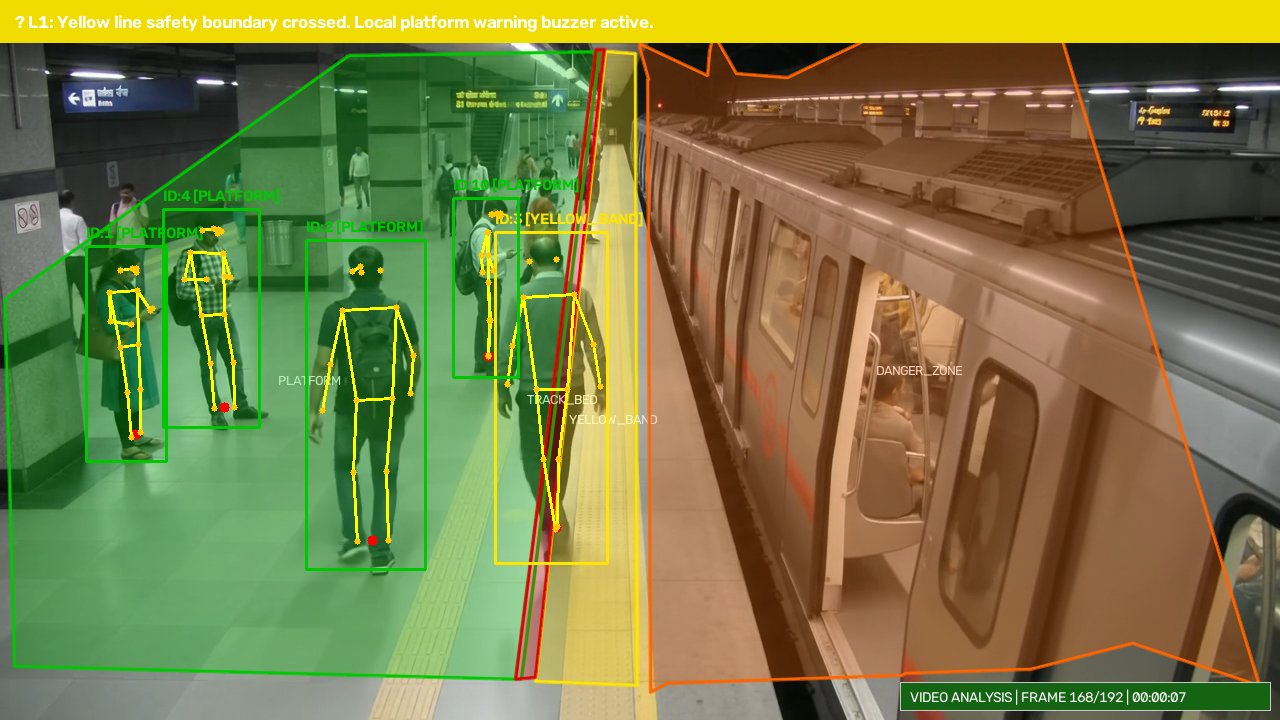 ? L1: Yellow line safety boundary crossed. Local platform warning buzzer active.
ID:4 [PLATFORM]
ID:1 [PLATFORM]
ID:2 [PLATFORM]
ID:10 [PLATFORM]
ID:3 [YELLOW_BAND]
PLATFORM
TRACK_BED
YELLOW_BAND
DANGER_ZONE
VIDEO ANALYSIS | FRAME 168/192 | 00:00:07